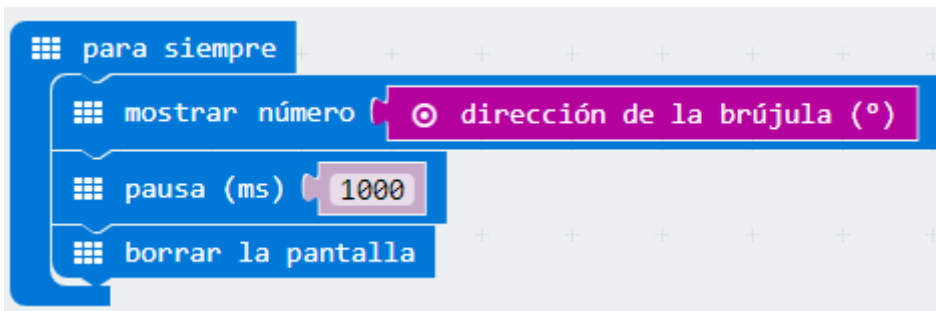 para siempre
mostrar número dirección de la brújula (º)
pausa (ms) 1000
borrar la pantalla